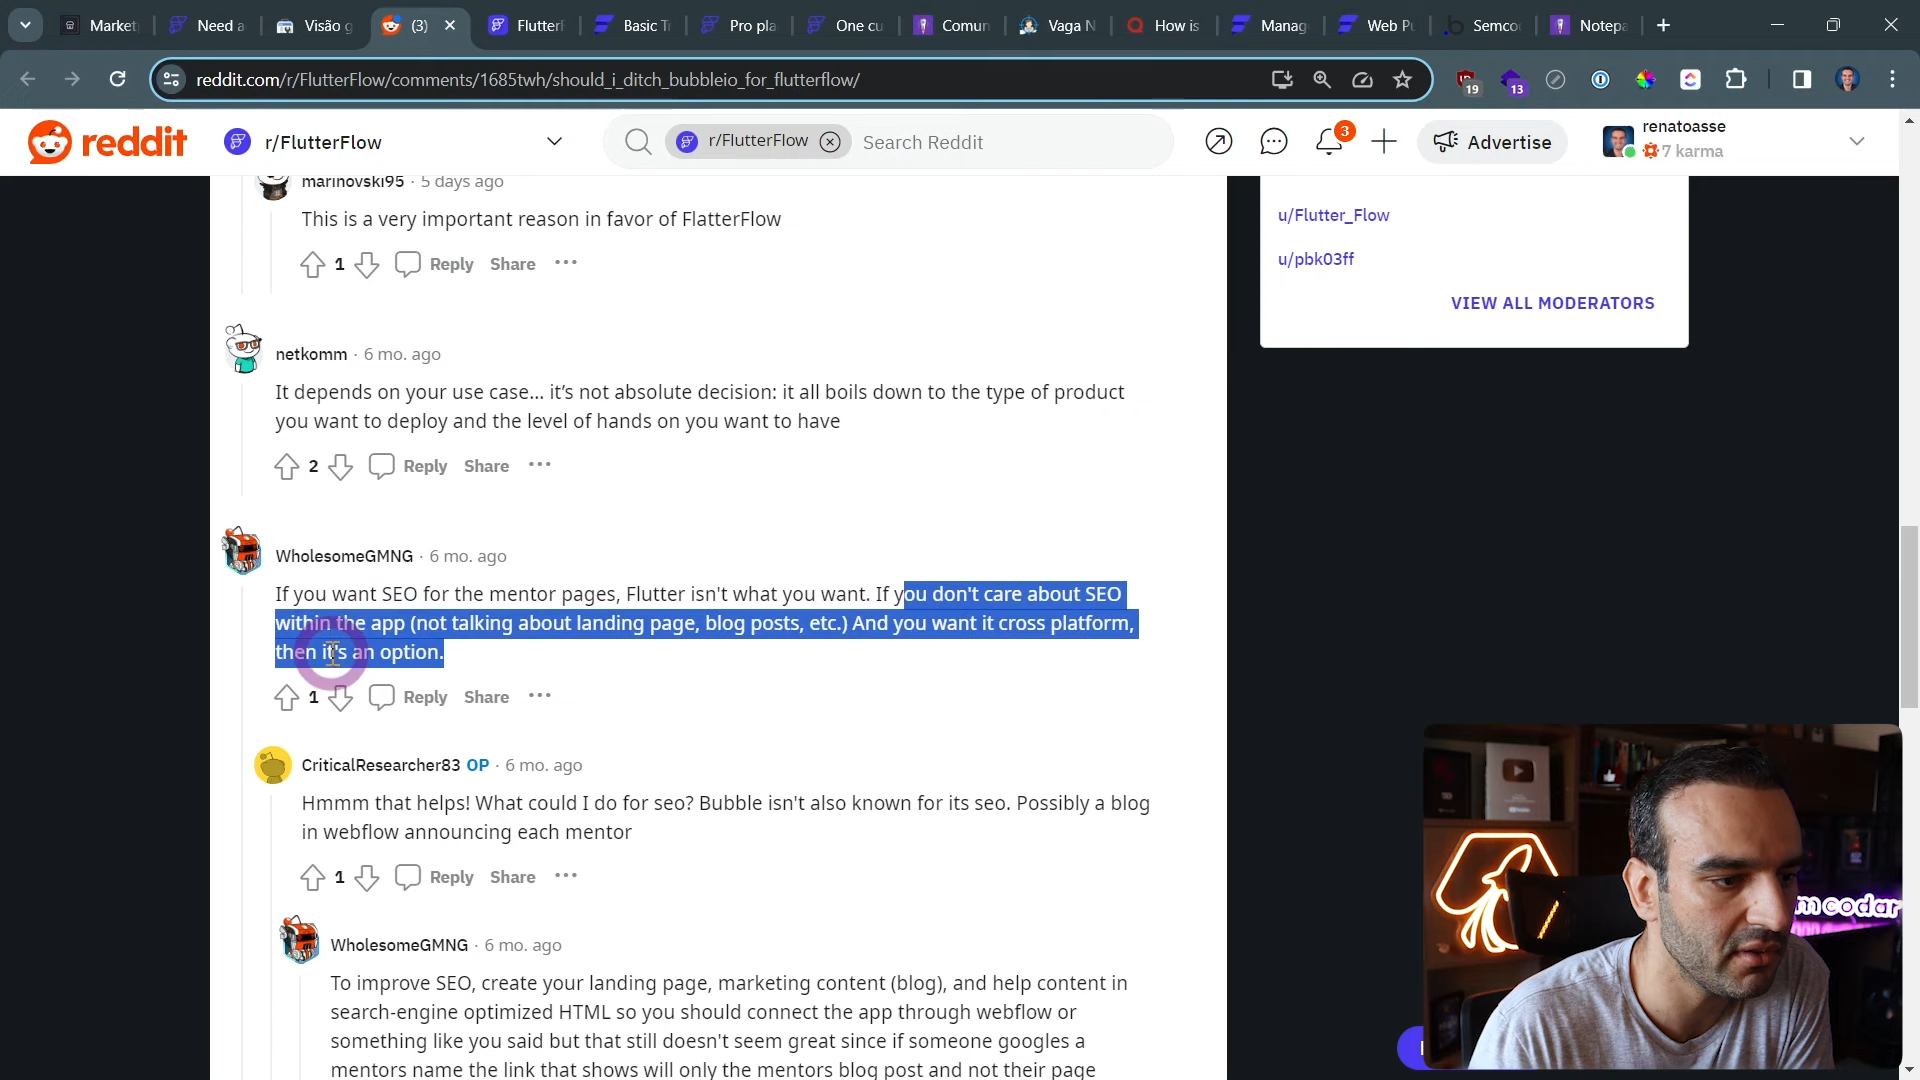 Market
Need a
Visão g
(3)
FlutterF
Basic Tr
Pro pla
One cu
Comun
Vaga N
How is
Manag
Web Pu
Semco
Notepa
reddit.com/r/FlutterFlow/comments/1685twh/should_i_ditch_bubbleio_for_flutterflow/
19
13
reddit
r/FlutterFlow
r/FlutterFlow
Search Reddit
3
Advertise
renatoasse
7 karma
marinovski95 · 5 days ago
This is a very important reason in favor of FlatterFlow
1
Reply
Share
u/Flutter_Flow
u/pbk03ff
VIEW ALL MODERATORS
netkomm · 6 mo. ago
It depends on your use case... it's not absolute decision: it all boils down to the type of product
you want to deploy and the level of hands on you want to have
2
Reply
Share
WholesomeGMNG · 6 mo. ago
If you want SEO for the mentor pages, Flutter isn't what you want. If you don't care about SEO
within the app (not talking about landing page, blog posts, etc.) And you want it cross platform,
then it's an option.
1
Reply
Share
CriticalResearcher83 OP · 6 mo. ago
Hmmm that helps! What could I do for seo? Bubble isn't also known for its seo. Possibly a blog
in webflow announcing each mentor
1
Reply
Share
WholesomeGMNG · 6 mo. ago
To improve SEO, create your landing page, marketing content (blog), and help content in
search-engine optimized HTML so you should connect the app through webflow or
something like you said but that still doesn't seem great since if someone googles a
mentors name the link that shows will only the mentors blog post and not their page
m codar